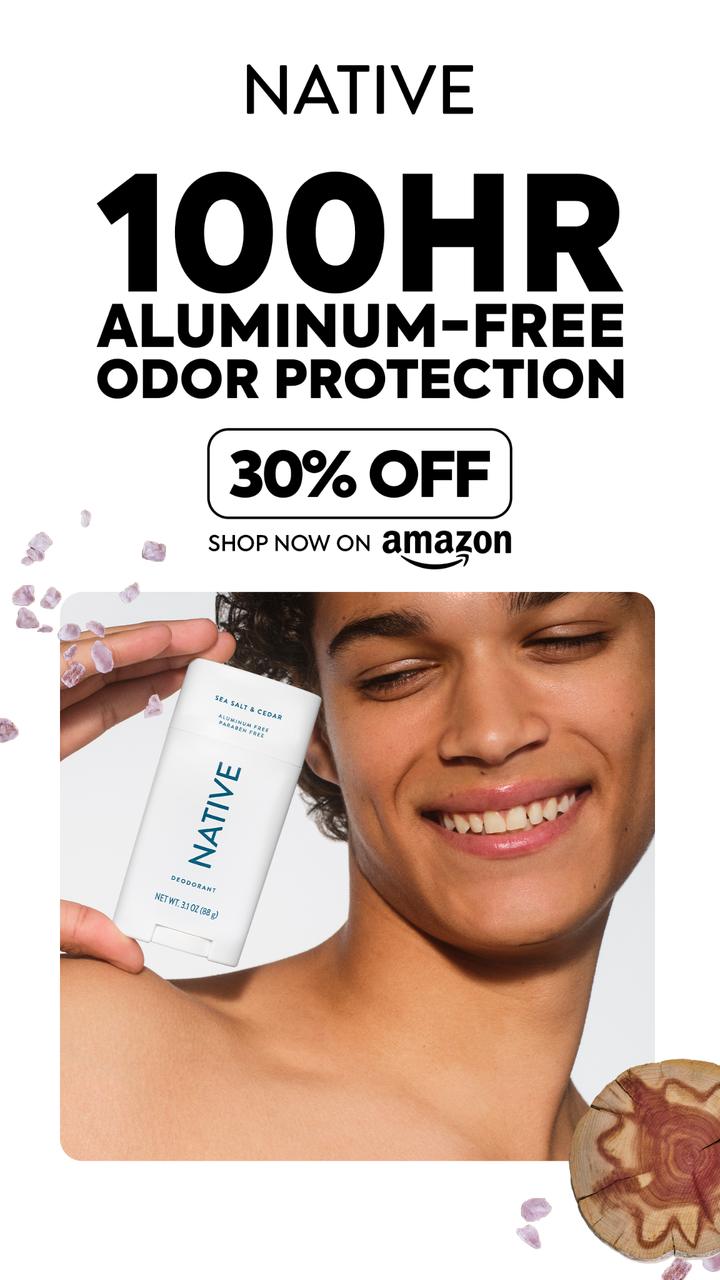 NATIVE
100HR
ALUMINUM-FREE
ODOR PROTECTION
30% OFF
SHOP NOW ON amazon
SEA SALT & CEDAR
ALUMINUM FREE
PARABEN FREE
NATIVE
DEODORANT
NET WT. 3.1 OZ (88 g)